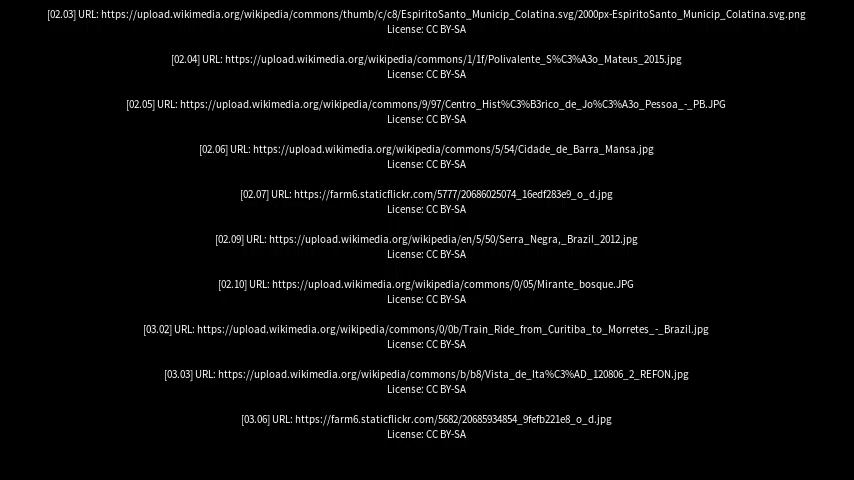 [02.03] URL: https://upload.wikimedia.org/wikipedia/commons/thumb/c/c8/EspiritoSanto_Municip_Colatina.svg/2000px-EspiritoSanto_Municip_Colatina.svg.png
License: CC BY-SA
[02.04] URL: https://upload.wikimedia.org/wikipedia/commons/1/1f/Polivalente_S%C3%A3o_Mateus_2015.jpg
License: CC BY-SA
[02.05] URL: https://upload.wikimedia.org/wikipedia/commons/9/97/Centro_Hist%C3%B3rico_de_Jo%C3%A3o_Pessoa_-_PB.JPG
License: CC BY-SA
[02.06] URL: https://upload.wikimedia.org/wikipedia/commons/5/54/Cidade_de_Barra_Mansa.jpg
License: CC BY-SA
[02.07] URL: https://farm6.staticflickr.com/5777/20686025074_16edf283e9_o_d.jpg
License: CC BY-SA
[02.09] URL: https://upload.wikimedia.org/wikipedia/en/5/50/Serra_Negra,_Brazil_2012.jpg
License: CC BY-SA
[02.10] URL: https://upload.wikimedia.org/wikipedia/commons/0/05/Mirante_bosque.JPG
License: CC BY-SA
[03.02] URL: https://upload.wikimedia.org/wikipedia/commons/0/0b/Train_Ride_from_Curitiba_to_Morretes_-_Brazil.jpg
License: CC BY-SA
[03.03] URL: https://upload.wikimedia.org/wikipedia/commons/b/b8/Vista_de_Ita%C3%AD_120806_2_REFON.jpg
License: CC BY-SA
[03.06] URL: https://farm6.staticflickr.com/5682/20685934854_9fefb221e8_o_d.jpg
License: CC BY-SA